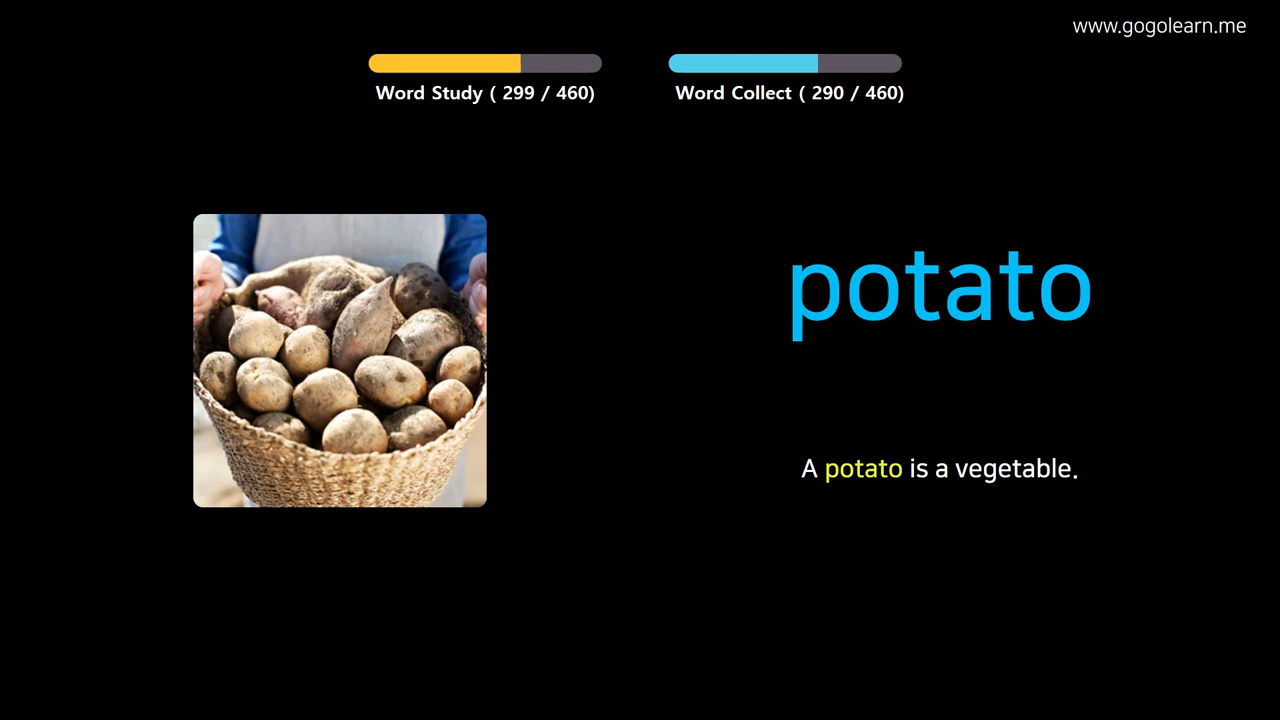 www.gogolearn.me
Word Study ( 299 / 460)
Word Collect ( 290 / 460)
potato
A potato is a vegetable.